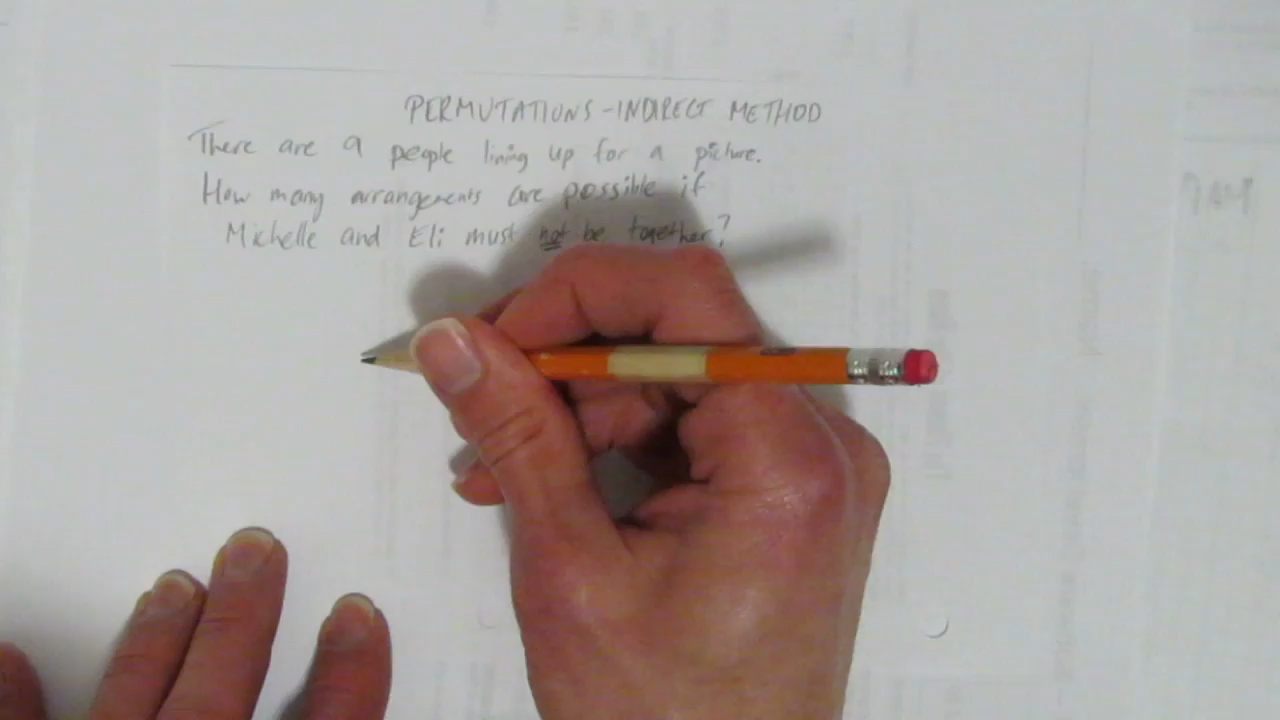 PERMUTATIONS - INDIRECT METHOD
There are 9 people lining up for a picture.
How many arrangements are possible if
Michelle and Eli must not be together?